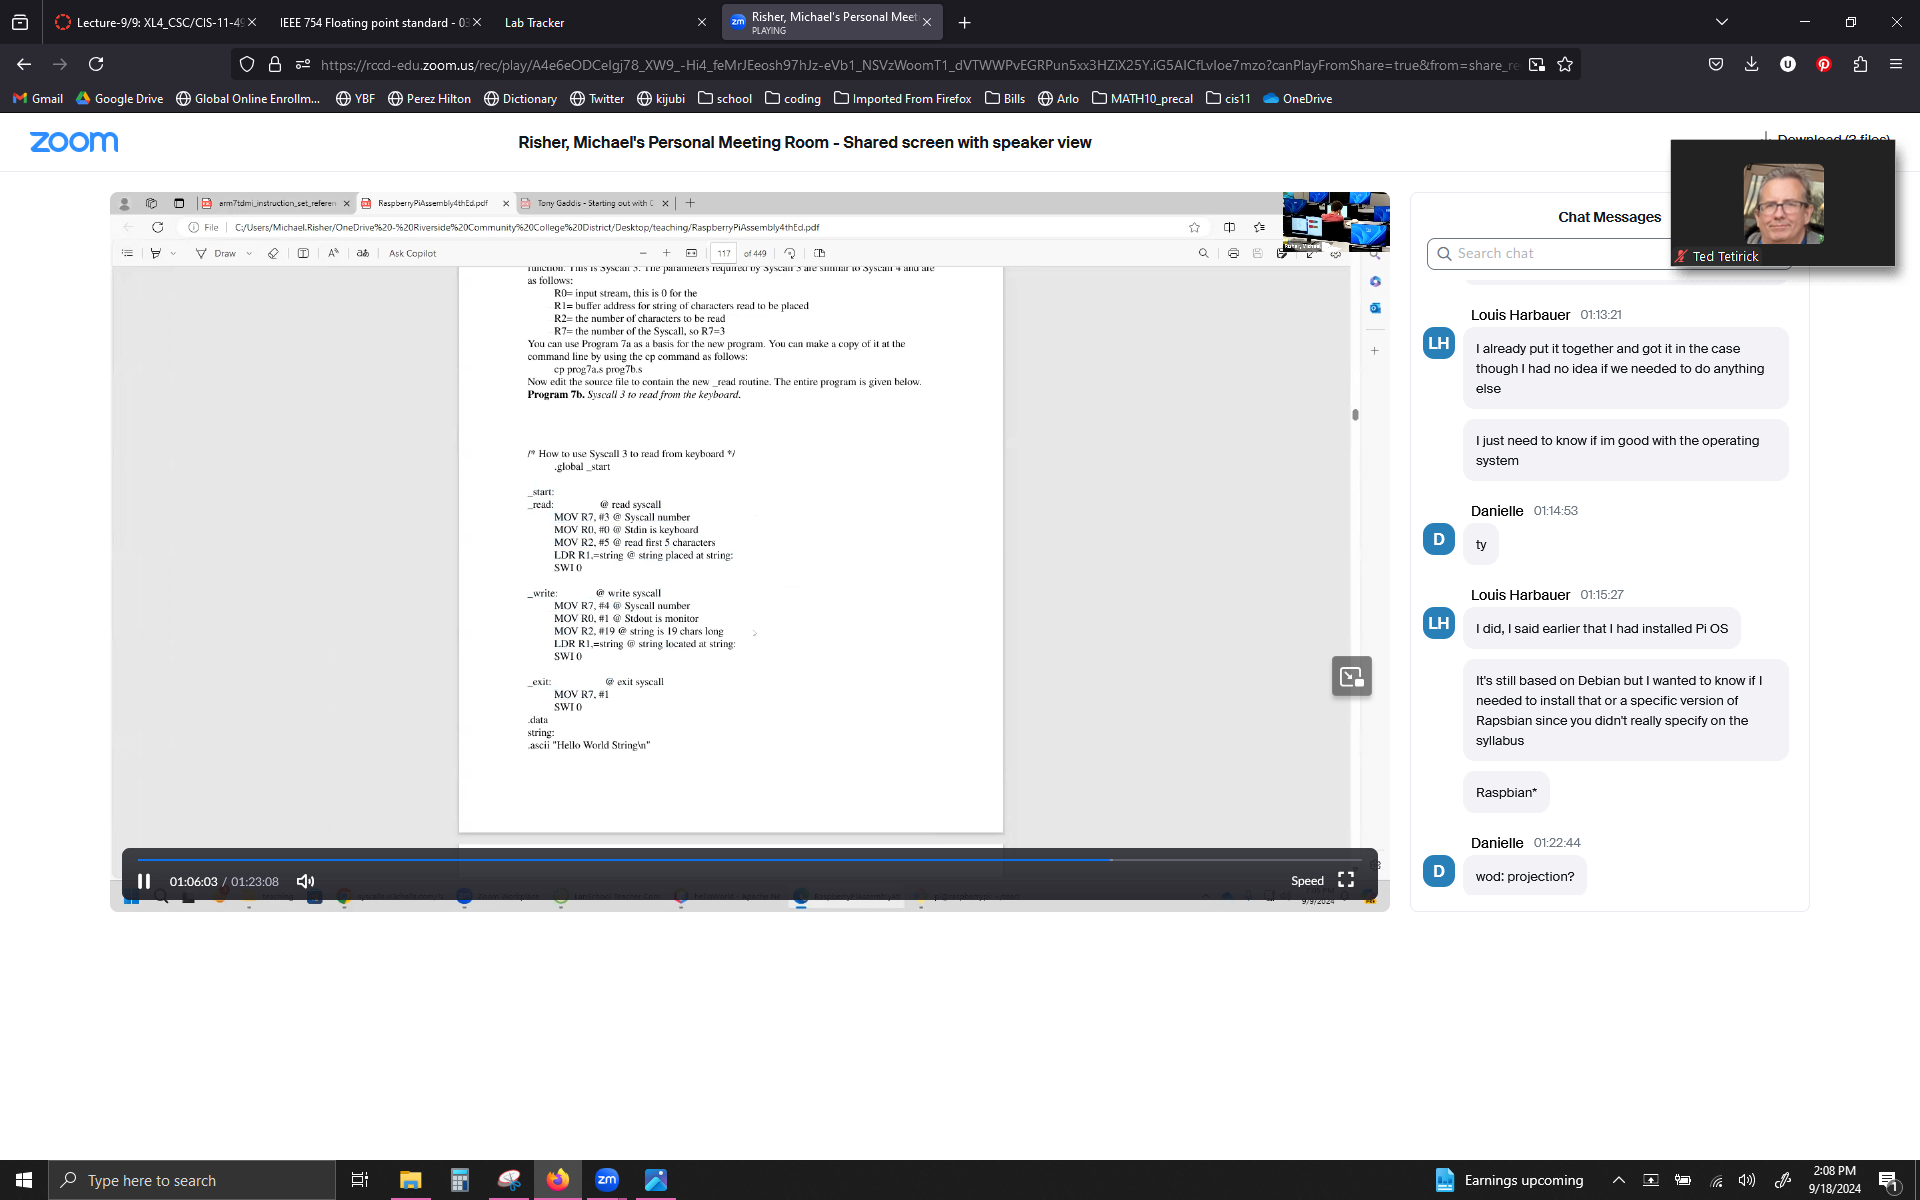 Lecture-9/9: XL4_CSC/CIS-11-49
IEEE 754 Floating point standard - 03
Lab Tracker
Risher, Michael's Personal Meeti
PLAYING
https://rccd-edu.zoom.us/rec/play/
Gmail
Google Drive
Global Online Enrollm...
YBF
Perez Hilton
Dictionary
Twitter
kijubi
school
coding
Imported From Firefox
Bills
Arlo
MATH10_precal
cis11
OneDrive
zoom
Risher, Michael's Personal Meeting Room - Shared screen with speaker view
Download (3 files)
Ted Tetirick
arm7tdmi_instruction_set_referen
RaspberryPiAssembly4thEd.pdf
Tony Gaddis - Starting out with C
File
C:/Users/Michael.Risher/OneDrive%20-%20Riverside%20Community%20College%20District/Desktop/teaching/RaspberryPiAssembly4thEd.pdf
Draw
Ask Copilot
117 of 449
function. This is Syscall 3. The parameters required by Syscall 3 are similar to Syscall 4 and are
as follows:
R0= input stream, this is 0 for the
R1= buffer address for string of characters read to be placed
R2= the number of characters to be read
R7= the number of the Syscall, so R7=3
You can use Program 7a as a basis for the new program. You can make a copy of it at the
command line by using the cp command as follows:
cp prog7a.s prog7b.s
Now edit the source file to contain the new _read routine. The entire program is given below.
Program 7b. Syscall 3 to read from the keyboard.
/* How to use Syscall 3 to read from keyboard */
.global _start
_start:
_read: @ read syscall
MOV R7, #3 @ Syscall number
MOV R0, #0 @ Stdin is keyboard
MOV R2, #5 @ read first 5 characters
LDR R1,=string @ string placed at string:
SWI 0
_write: @ write syscall
MOV R7, #4 @ Syscall number
MOV R0, #1 @ Stdout is monitor
MOV R2, #19 @ string is 19 chars long
LDR R1,=string @ string located at string:
SWI 0
_exit: @ exit syscall
MOV R7, #1
SWI 0
.data
string:
.ascii "Hello World String\n"
01:06:03 / 01:23:08
Speed
9/9/2024
Chat Messages
Search chat
Louis Harbauer 01:13:21
LH
I already put it together and got it in the case
though I had no idea if we needed to do anything
else
I just need to know if im good with the operating
system
Danielle 01:14:53
D
ty
Louis Harbauer 01:15:27
LH
I did, I said earlier that I had installed Pi OS
It's still based on Debian but I wanted to know if I
needed to install that or a specific version of
Rapsbian since you didn't really specify on the
syllabus
Raspbian*
Danielle 01:22:44
D
wod: projection?
Type here to search
Earnings upcoming
2:08 PM
9/18/2024
1